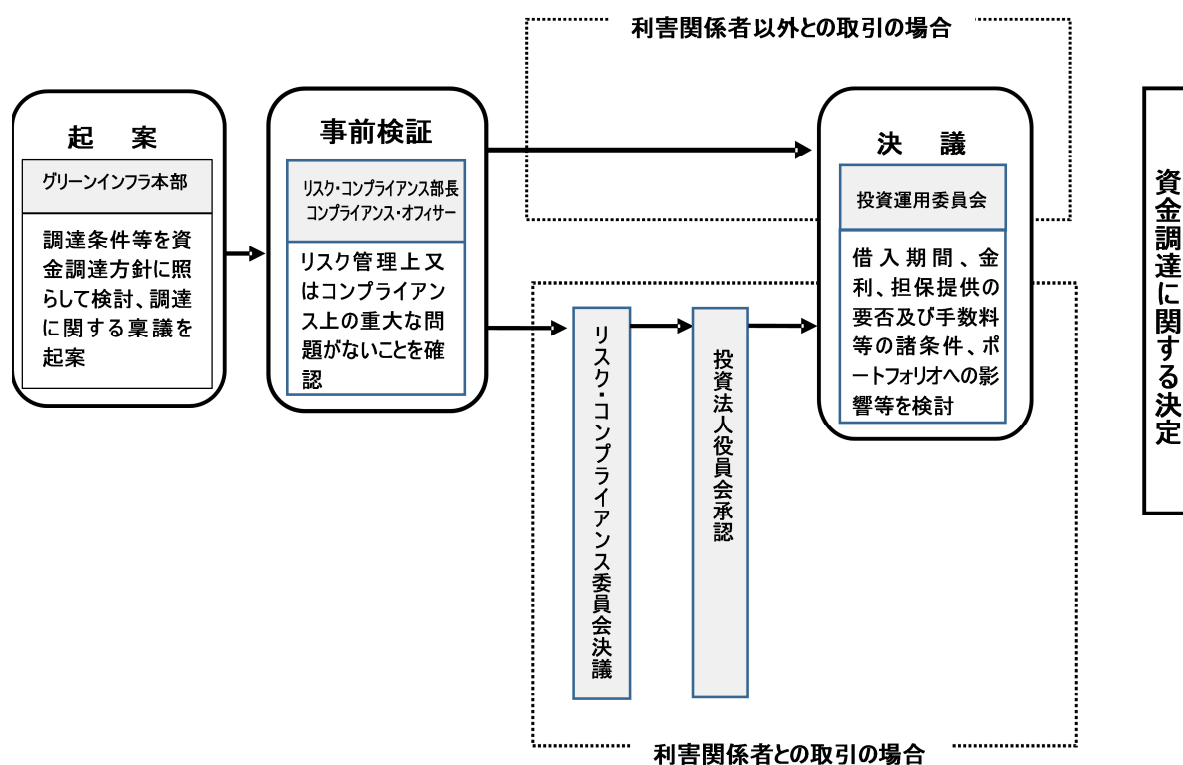 利害関係者以外との取引の場合
起　案
グリーンインフラ本部
調達条件等を資
金調達方針に照
らして検討、調達
に関する稟議を
起案
事前検証
リスク・コンプライアンス部長
コンプライアンス・オフィサー
リスク管理上又
はコンプライアン
ス上の重大な問
題がないことを確
認
リスク・コンプライアンス委員会決議
投資法人役員会承認
決　議
投資運用委員会
借入期間、金
利、担保提供の
要否及び手数料
等の諸条件、ポ
ートフォリオへの影
響等を検討
資金調達に関する決定
利害関係者との取引の場合